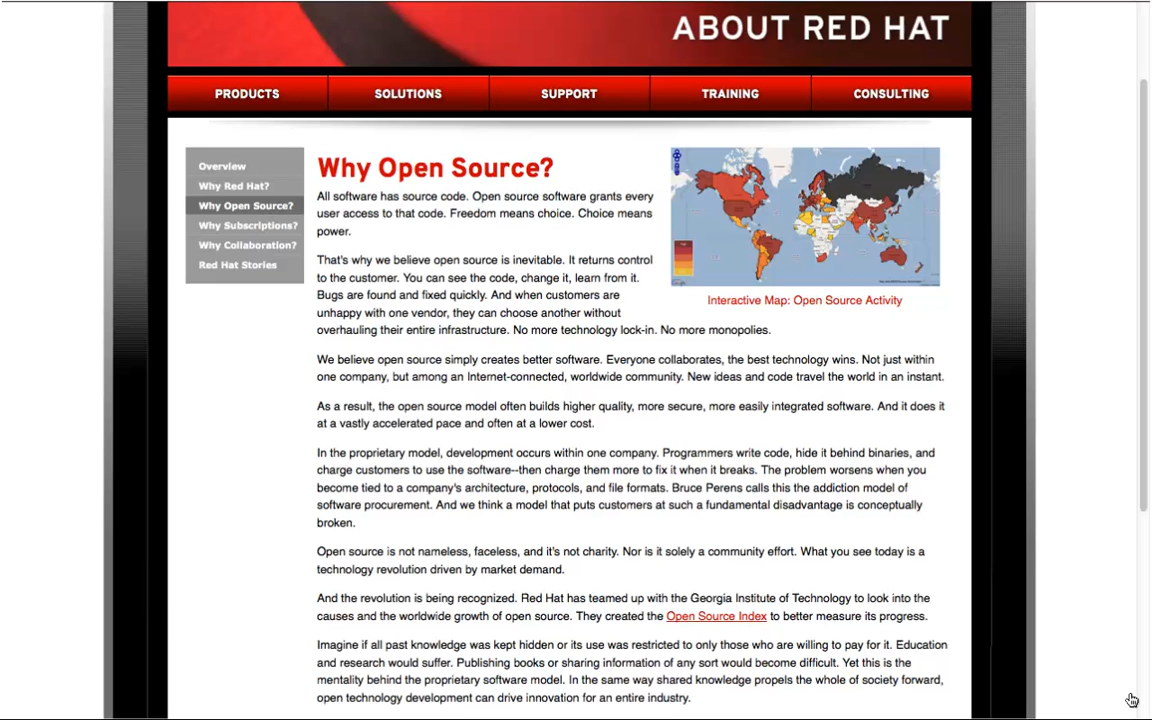 ABOUT RED HAT
PRODUCTS
SOLUTIONS
SUPPORT
TRAINING
CONSULTING
Overview
Why Red Hat?
Why Open Source?
Why Subscriptions?
Why Collaboration?
Red Hat Stories
Why Open Source?
All software has source code. Open source software grants every
user access to that code. Freedom means choice. Choice means
power.
That's why we believe open source is inevitable. It returns control
to the customer. You can see the code, change it, learn from it.
Bugs are found and fixed quickly. And when customers are
unhappy with one vendor, they can choose another without
overhauling their entire infrastructure. No more technology lock-in. No more monopolies.
Interactive Map: Open Source Activity
We believe open source simply creates better software. Everyone collaborates, the best technology wins. Not just within
one company, but among an Internet-connected, worldwide community. New ideas and code travel the world in an instant.
As a result, the open source model often builds higher quality, more secure, more easily integrated software. And it does it
at a vastly accelerated pace and often at a lower cost.
In the proprietary model, development occurs within one company. Programmers write code, hide it behind binaries, and
charge customers to use the software--then charge them more to fix it when it breaks. The problem worsens when you
become tied to a company's architecture, protocols, and file formats. Bruce Perens calls this the addiction model of
software procurement. And we think a model that puts customers at such a fundamental disadvantage is conceptually
broken.
Open source is not nameless, faceless, and it's not charity. Nor is it solely a community effort. What you see today is a
technology revolution driven by market demand.
And the revolution is being recognized. Red Hat has teamed up with the Georgia Institute of Technology to look into the
causes and the worldwide growth of open source. They created the Open Source Index to better measure its progress.
Imagine if all past knowledge was kept hidden or its use was restricted to only those who are willing to pay for it. Education
and research would suffer. Publishing books or sharing information of any sort would become difficult. Yet this is the
mentality behind the proprietary software model. In the same way shared knowledge propels the whole of society forward,
open technology development can drive innovation for an entire industry.